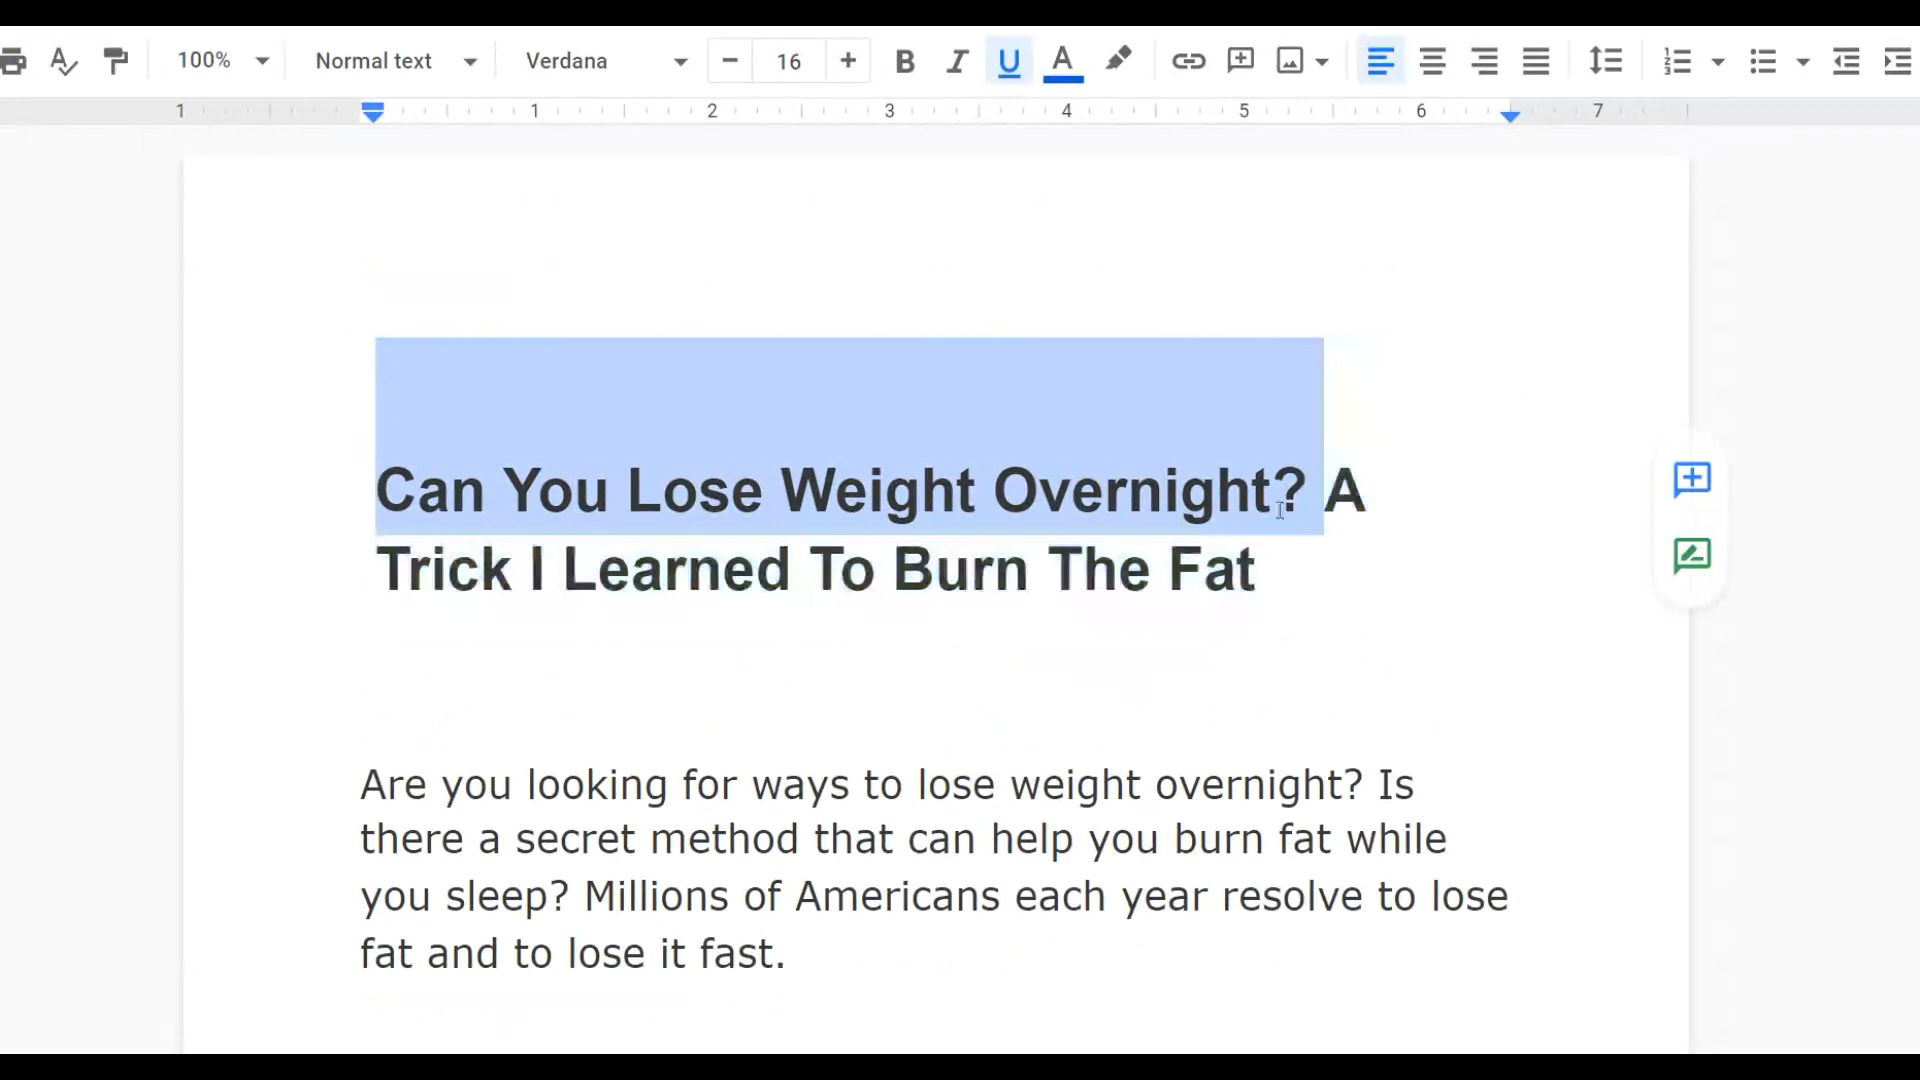 100% Normal text Verdana 16
1 1 2 3 4 5 6 7
Can You Lose Weight Overnight? A
Trick I Learned To Burn The Fat
Are you looking for ways to lose weight overnight? Is
there a secret method that can help you burn fat while
you sleep? Millions of Americans each year resolve to lose
fat and to lose it fast.